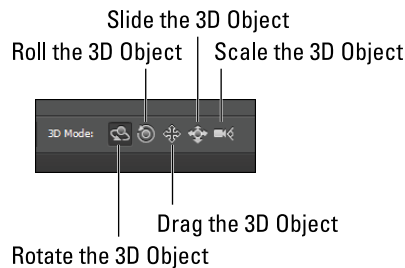 Slide the 3D Object
Roll the 3D Object
Scale the 3D Object
3D Mode:
Drag the 3D Object
Rotate the 3D Object